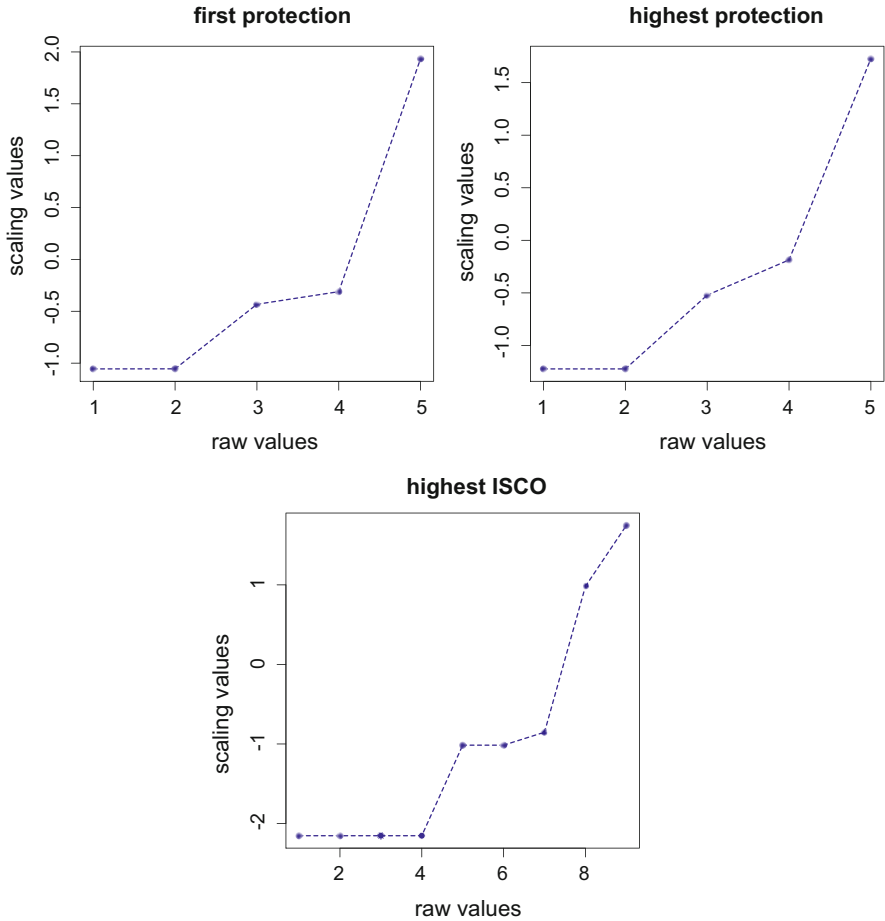 first protection
scaling values
-1.0 -0.5 0.0 0.5 1.0 1.5 2.0
1 2 3 4 5
raw values
highest protection
scaling values
-1.0 -0.5 0.0 0.5 1.0 1.5
1 2 3 4 5
raw values
highest ISCO
scaling values
-2 -1 0 1
2 4 6 8
raw values